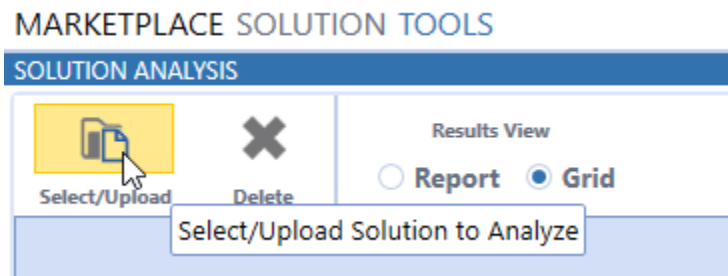 MARKETPLACE SOLUTION TOOLS
SOLUTION ANALYSIS
Results View
Report Grid
Select/Upload Delete
Select/Upload Solution to Analyze